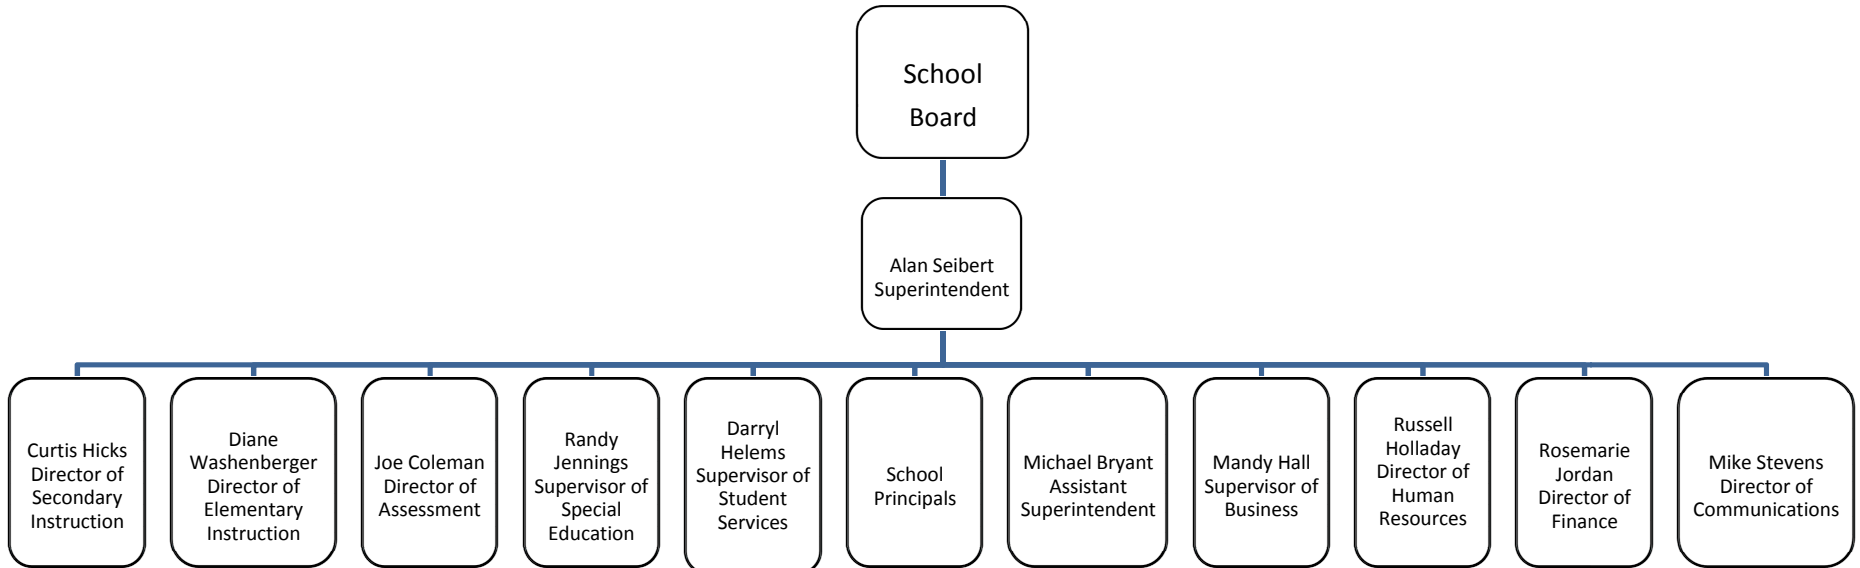 School
Board
Alan Seibert
Superintendent
Curtis Hicks
Director of
Secondary
Instruction
Diane
Washenberger
Director of
Elementary
Instruction
Joe Coleman
Director of
Assessment
Randy
Jennings
Supervisor of
Special
Education
Darryl
Helems
Supervisor of
Student
Services
School
Principals
Michael Bryant
Assistant
Superintendent
Mandy Hall
Supervisor of
Business
Russell
Holladay
Director of
Human
Resources
Rosemarie
Jordan
Director of
Finance
Mike Stevens
Director of
Communications